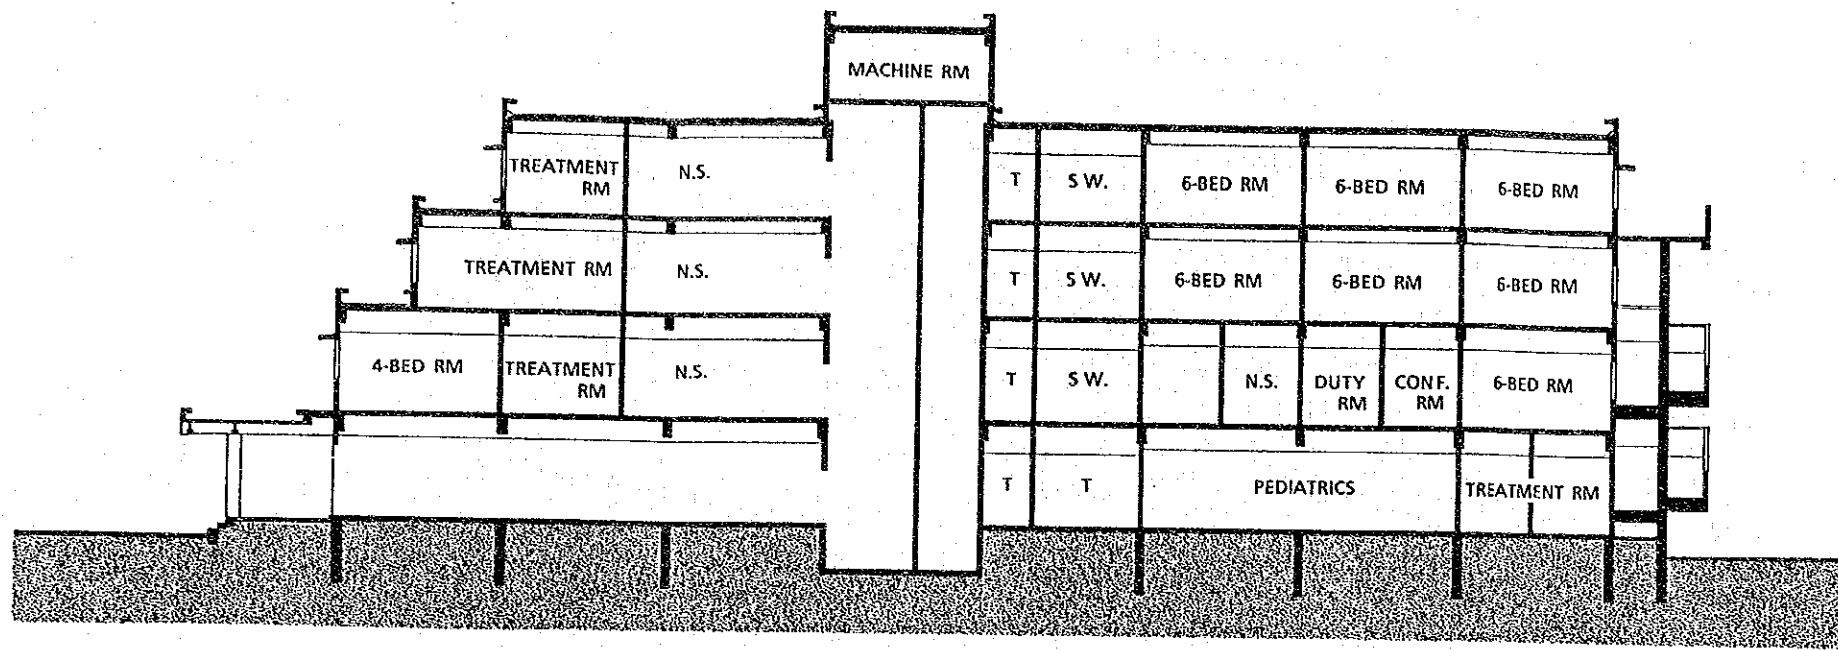 MACHINE RM
TREATMENT
RM
N.S.
T
S W.
6-BED RM
6-BED RM
6-BED RM
TREATMENT RM
N.S.
T
S W.
6-BED RM
6-BED RM
6-BED RM
4-BED RM
TREATMENT
RM
N.S.
T
S W.
N.S.
DUTY
RM
CONF.
RM
6-BED RM
T
T
PEDIATRICS
TREATMENT RM